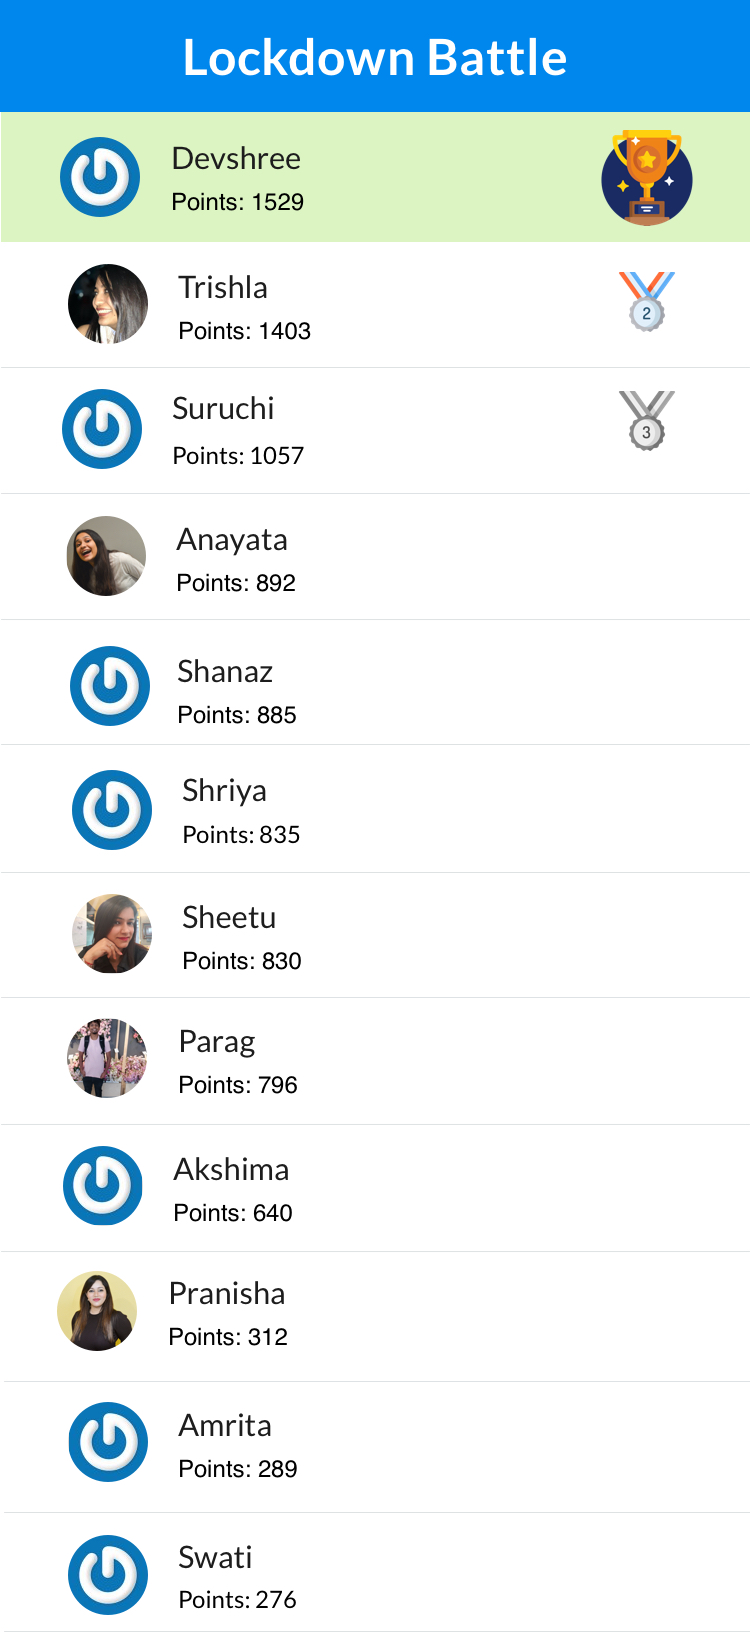 Lockdown Battle
Devshree
Points: 1529
Trishla
Points: 1403
2
Suruchi
Points: 1057
3
Anayata
Points: 892
Shanaz
Points: 885
Shriya
Points: 835
Sheetu
Points: 830
Parag
Points: 796
Akshima
Points: 640
Pranisha
Points: 312
Amrita
Points: 289
Swati
Points: 276